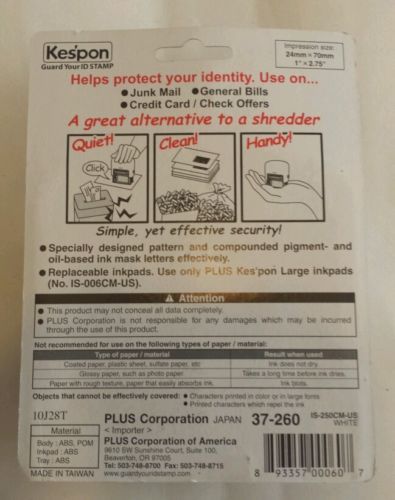 Kes'pon
Guard Your ID STAMP
Impression size:
24mm × 70mm
1" × 2.75"
Helps protect your identity. Use on...
● Junk Mail ● General Bills
● Credit Card / Check Offers
A great alternative to a shredder
Quiet! Clean! Handy!
Click
Simple, yet effective security!
● Specially designed pattern and compounded pigment- and
oil-based ink mask letters effectively.
● Replaceable inkpads. Use only PLUS Kes'pon Large inkpads
(No. IS-006CM-US).
⚠ Attention
● This product may not conceal all data completely.
● PLUS Corporation is not responsible for any damages which may be incurred
through the use of this product.
Not recommended for use on the following types of paper / material:
Type of paper / material Result when used
Coated paper, plastic sheet, sulfate paper, etc Ink does not dry.
Glossy paper, such as photo paper Takes a long time before ink dries.
Paper with rough texture, paper that easily absorbs ink. Ink blots.
Objects that cannot be effectively covered: ● Characters printed in color or in large fonts
● Printed characters which repel the ink
10J28T
Material
Body : ABS, POM
Inkpad : ABS
Tray : ABS
MADE IN TAIWAN
PLUS Corporation JAPAN
< Importer >
PLUS Corporation of America
9610 SW Sunshine Court, Suite 100,
Beaverton, OR 97005
Tel: 503-748-8700 Fax: 503-748-8715
www.guardyouridstamp.com
37-260
IS-250CM-US
WHITE
8 93357 00060 7